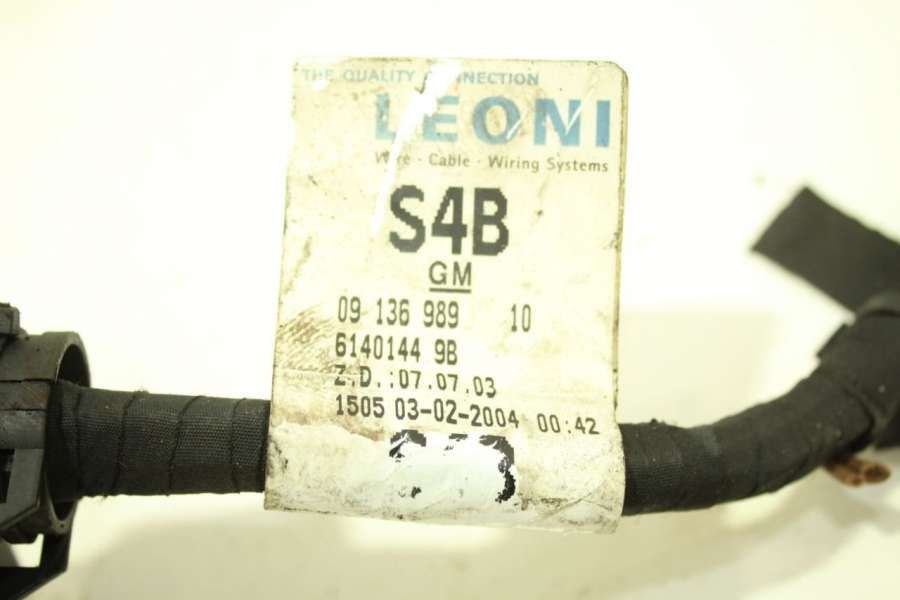 THE QUALITY CONNECTION
LEONI
Wire · Cable · Wiring Systems
S4B
GM
09 136 989 10
6140144 9B
Z.D.:07.07.03
1505 03-02-2004 00:42